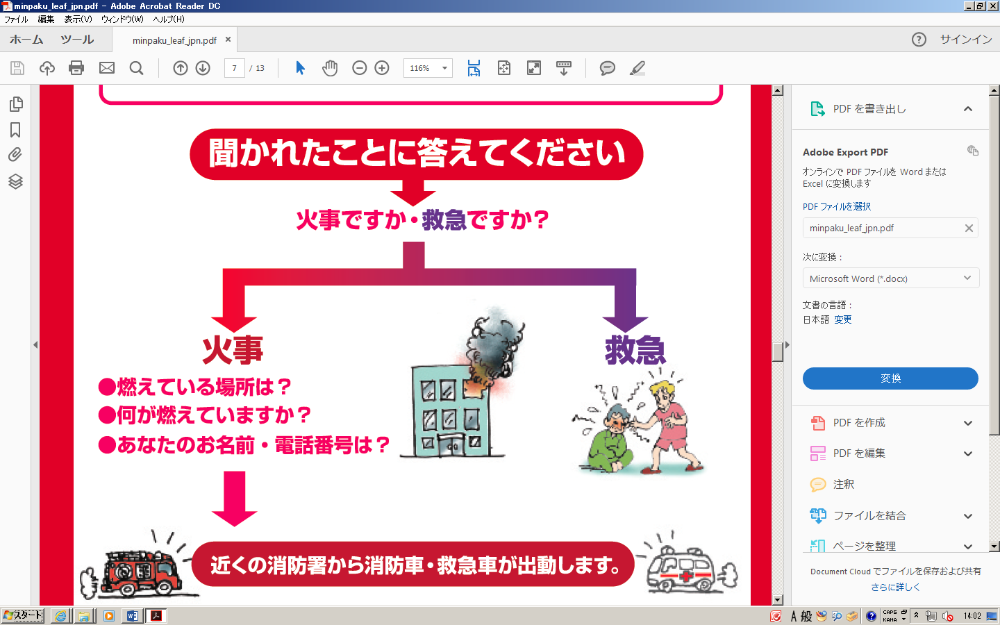 minpaku_leaf_jpn.pdf - Adobe Acrobat Reader DC
ファイル 編集 表示(V) ウィンドウ(W) ヘルプ(H)
ホーム ツール minpaku_leaf_jpn.pdf × サインイン
7 / 13 116%
聞かれたことに答えてください
火事ですか・救急ですか？
火事
救急
●燃えている場所は？
●何が燃えていますか？
●あなたのお名前・電話番号は？
近くの消防署から消防車・救急車が出動します。
PDF を書き出し
Adobe Export PDF
オンラインで PDF ファイルを Word または
Excel に変換します
PDF ファイルを選択
minpaku_leaf_jpn.pdf
次に変換：
Microsoft Word (*.docx)
文書の言語：
日本語 変更
変換
PDF を作成
PDF を編集
注釈
ファイルを結合
ページを整理
Document Cloud でファイルを保存および共有
さらに詳しく
スタート
A 般
CAPS
KANA
14:02